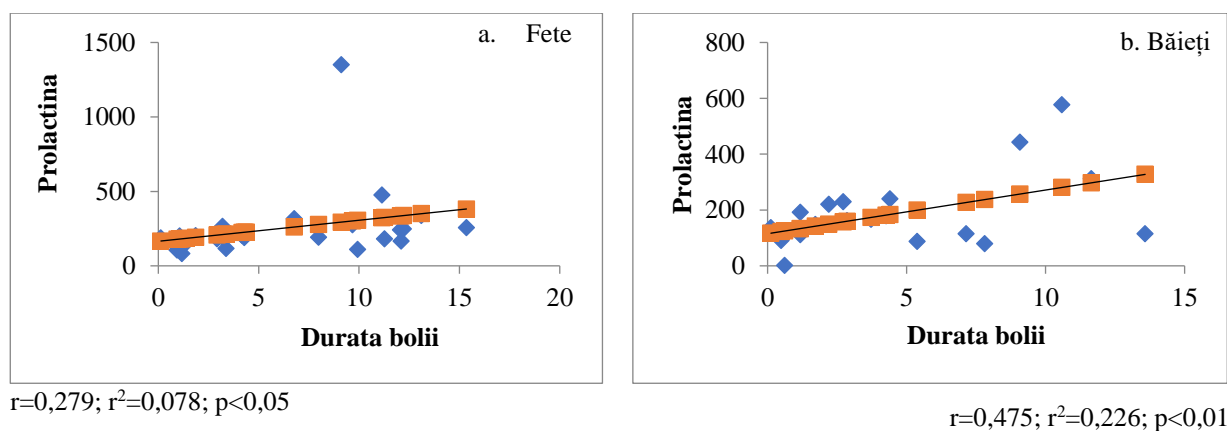 a. Fete
1500
1000
500
0
0 5 10 15 20
Prolactina
Durata bolii
r=0,279; r²=0,078; p<0,05
b. Băieți
800
600
400
200
0
0 5 10 15
Prolactina
Durata bolii
r=0,475; r²=0,226; p<0,01